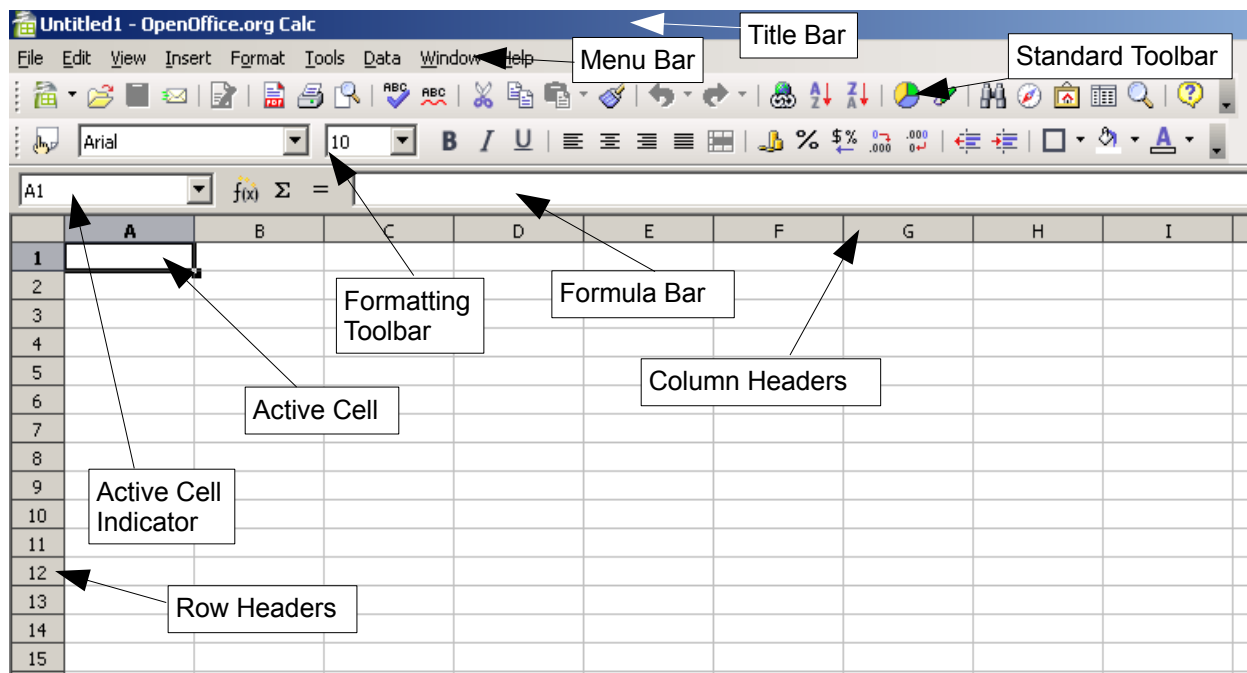 Untitled1 - OpenOffice.org Calc
Title Bar
File Edit View Insert Format Tools Data Window Help
Menu Bar
Standard Toolbar
Arial
10
A1
f(x) Σ =
A B C D E F G H I
1
2
3
4
5
6
7
8
9
10
11
12
13
14
15
Formatting
Toolbar
Formula Bar
Column Headers
Active Cell
Active Cell
Indicator
Row Headers